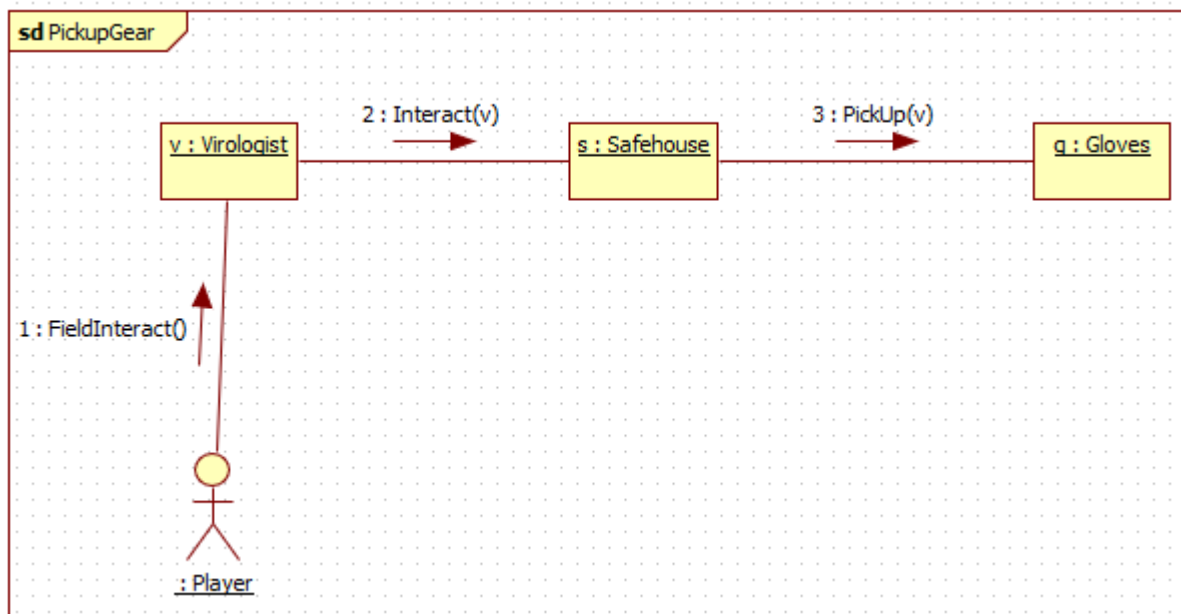 sd PickupGear
2 : Interact(v)
3 : PickUp(v)
v : Virologist
s : Safehouse
g : Gloves
1 : FieldInteract()
: Player